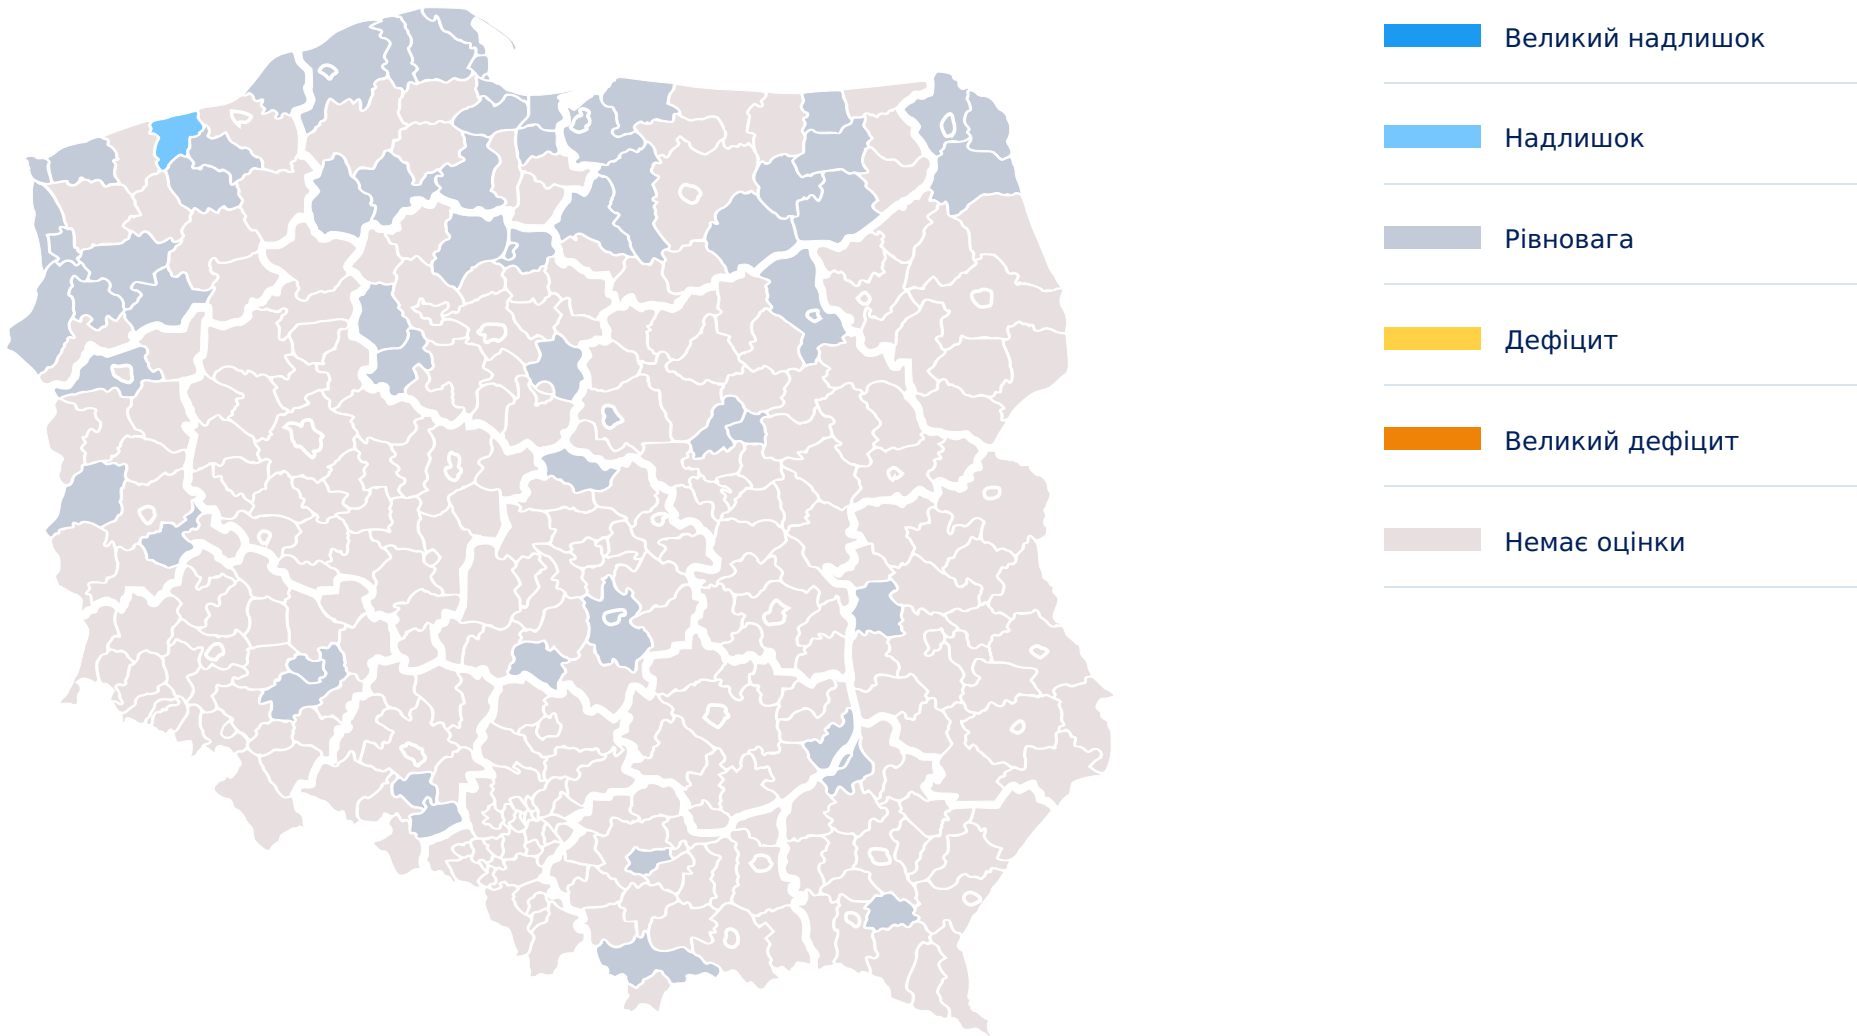 Великий надлишок
Надлишок
Рівновага
Дефіцит
Великий дефіцит
Немає оцінки